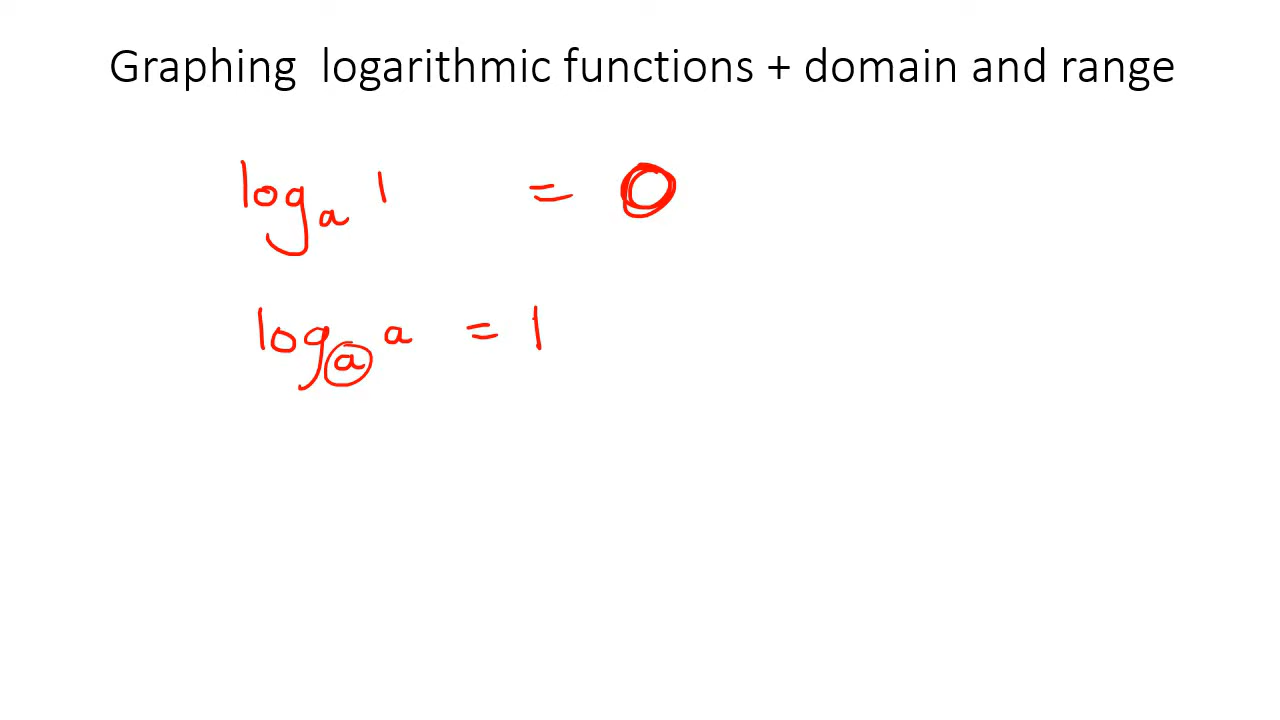 Graphing logarithmic functions + domain and range
logₐ 1 = 0
logₐ a = 1